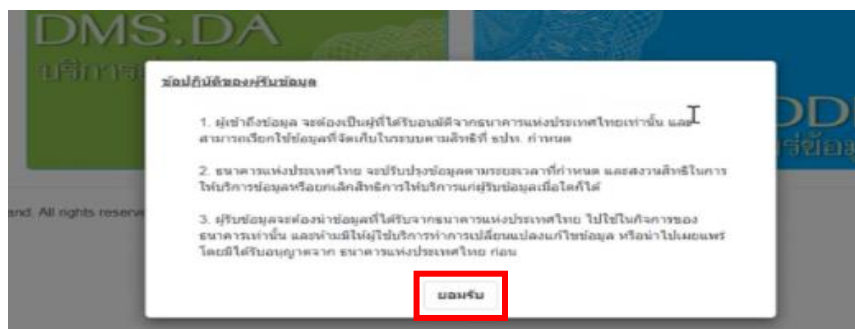 DMS.DA
บริการ
ข้อปฏิบัติของผู้รับข้อมูล
1. ผู้เข้าถึงข้อมูล จะต้องเป็นผู้ที่ได้รับอนุมัติจากธนาคารแห่งประเทศไทยเท่านั้น และ
สามารถเรียกใช้ข้อมูลที่จัดเก็บในระบบตามสิทธิที่ ธปท. กำหนด
2. ธนาคารแห่งประเทศไทย จะปรับปรุงข้อมูลตามระยะเวลาที่กำหนด และสงวนสิทธิในการ
ให้บริการข้อมูลหรือยกเลิกสิทธิการให้บริการแก่ผู้รับข้อมูลเมื่อใดก็ได้
and. All rights reserve
3. ผู้รับข้อมูลจะต้องนำข้อมูลที่ได้รับจากธนาคารแห่งประเทศไทย ไปใช้ในกิจการของ
ธนาคารเท่านั้น และห้ามมิให้ผู้ใช้บริการทำการเปลี่ยนแปลงแก้ไขข้อมูล หรือนำไปเผยแพร่
โดยมิได้รับอนุญาตจาก ธนาคารแห่งประเทศไทย ก่อน
ยอมรับ